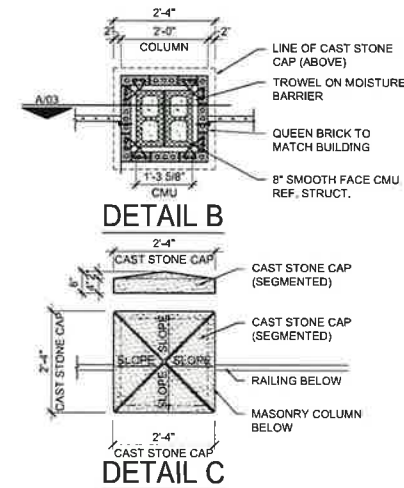 2'-4"
2" 2'-0" 2"
COLUMN
LINE OF CAST STONE
CAP (ABOVE)
TROWEL ON MOISTURE
BARRIER
A/03
QUEEN BRICK TO
MATCH BUILDING
1'-3 5/8"
CMU
8" SMOOTH FACE CMU
REF. STRUCT.
DETAIL B
2'-4"
CAST STONE CAP
6"
4"
CAST STONE CAP
(SEGMENTED)
CAST STONE CAP
(SEGMENTED)
2'-4"
CAST STONE CAP
SLOPE
SLOPE SLOPE
SLOPE
RAILING BELOW
MASONRY COLUMN
BELOW
2'-4"
CAST STONE CAP
DETAIL C